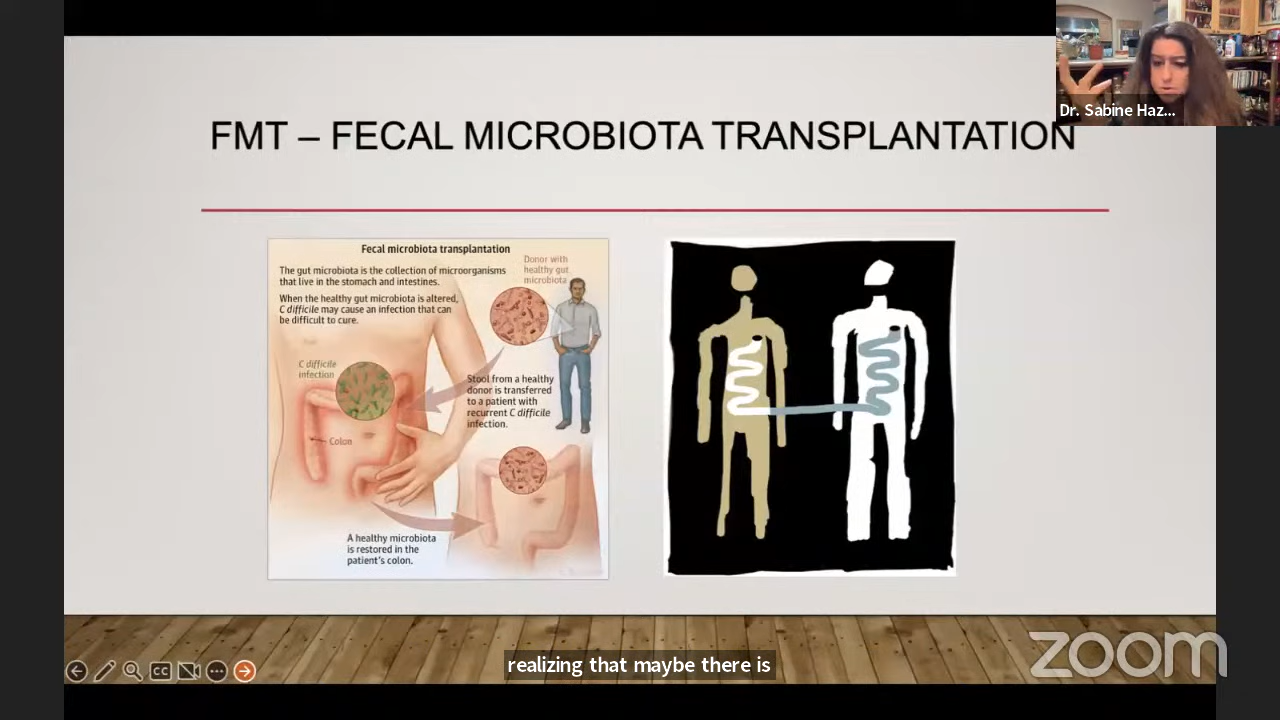 Dr. Sabine Haz...
FMT – FECAL MICROBIOTA TRANSPLANTATION
Fecal microbiota transplantation
The gut microbiota is the collection of microorganisms
that live in the stomach and intestines.
When the healthy gut microbiota is altered,
C difficile may cause an infection that can
be difficult to cure.
Donor with
healthy gut
microbiota
C difficile
infection
Stool from a healthy
donor is transferred
to a patient with
recurrent C difficile
infection.
Colon
A healthy microbiota
is restored in the
patient's colon.
CC
realizing that maybe there is
zoom